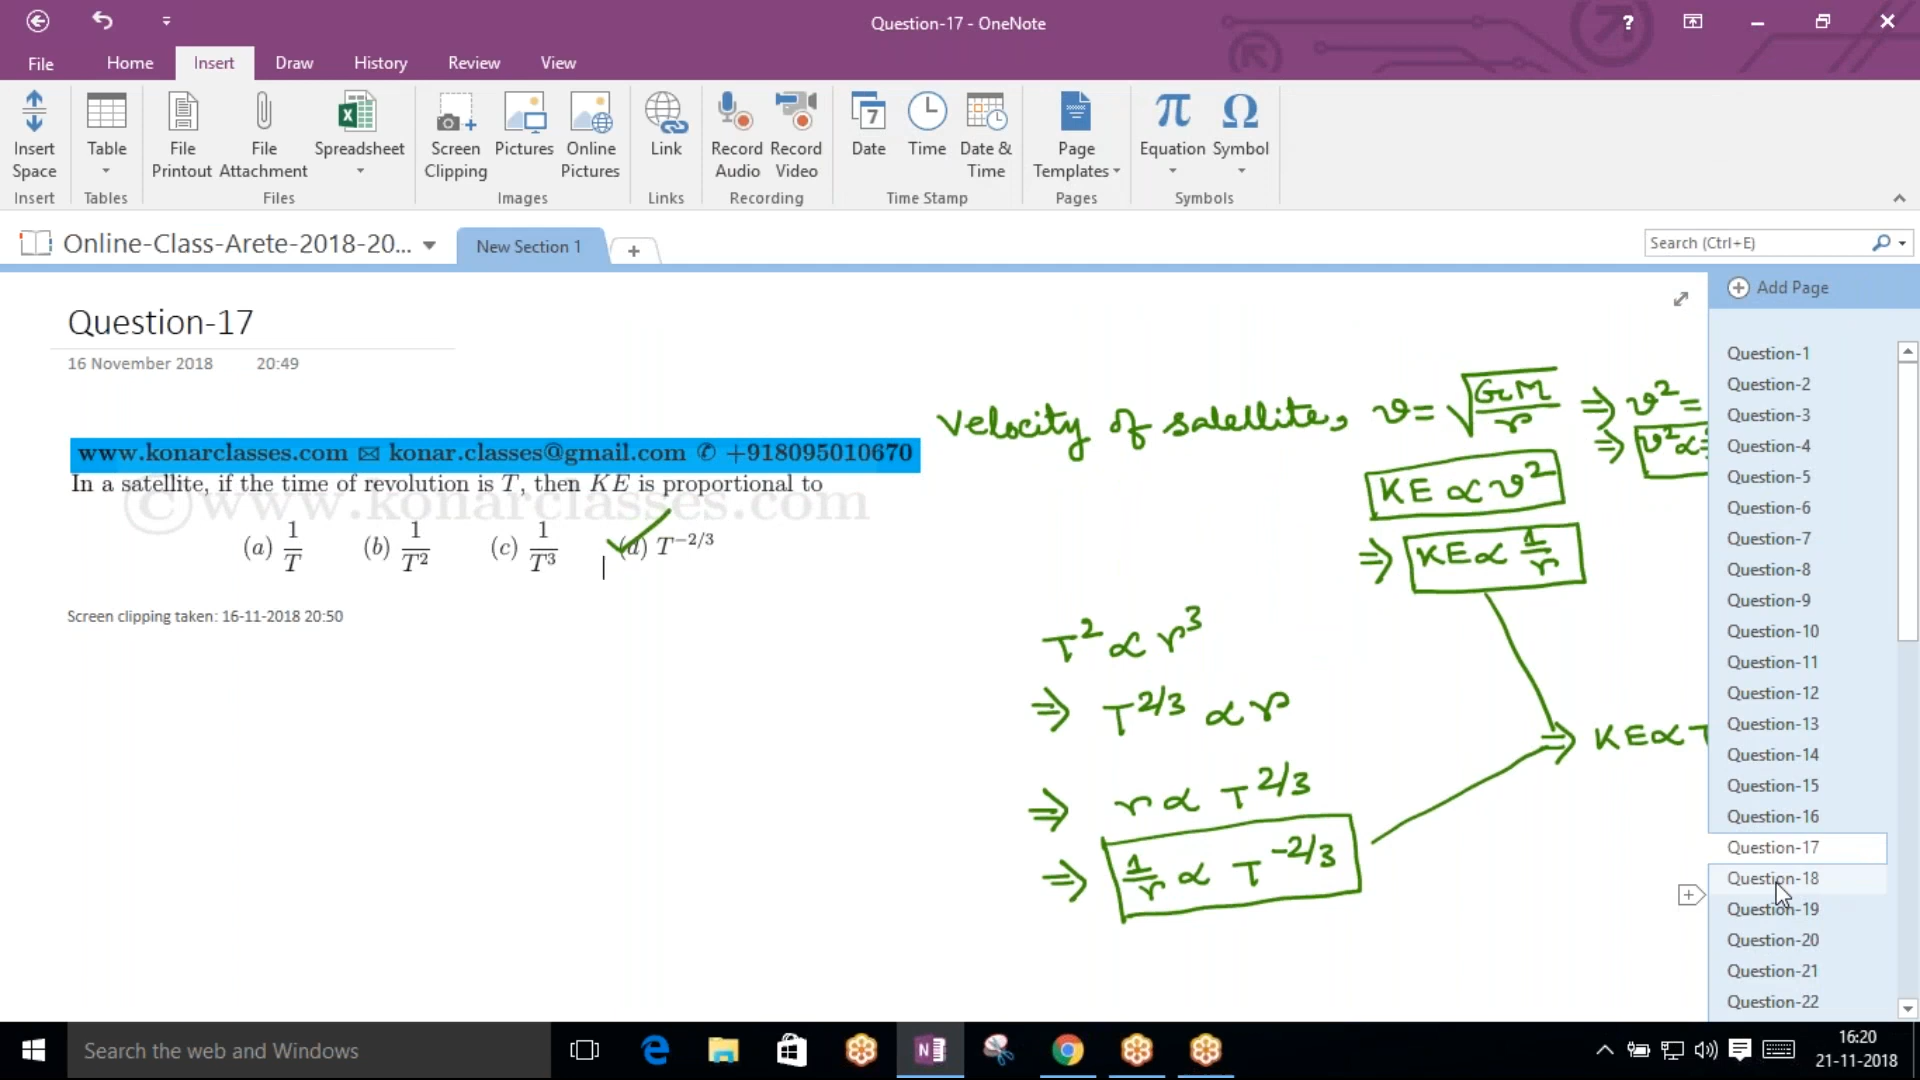 Question-17 - OneNote
?
File Home Insert Draw History Review View
Insert Space
Table
File Printout
File Attachment
Spreadsheet
Screen Clipping
Pictures
Online Pictures
Link
Record Audio
Record Video
Date
Time
Date & Time
Page Templates
π Equation
Ω Symbol
Insert Tables Files Images Links Recording Time Stamp Pages Symbols
Online-Class-Arete-2018-20... New Section 1 +
Search (Ctrl+E)
Add Page
Question-17
16 November 2018 20:49
www.konarclasses.com ✉ konar.classes@gmail.com ✆ +918095010670
In a satellite, if the time of revolution is T, then KE is proportional to
©www.konarclasses.com
(a) 1/T (b) 1/T² (c) 1/T³ (d) T^{-2/3}
Screen clipping taken: 16-11-2018 20:50
Velocity of satellite, v = √(GM/r) ⇒ v² =
⇒ v² ∝
KE ∝ v²
⇒ KE ∝ 1/r
T² ∝ r³
⇒ T^{2/3} ∝ r
⇒ KE ∝ T
⇒ r ∝ T^{2/3}
⇒ 1/r ∝ T^{-2/3}
Question-1
Question-2
Question-3
Question-4
Question-5
Question-6
Question-7
Question-8
Question-9
Question-10
Question-11
Question-12
Question-13
Question-14
Question-15
Question-16
Question-17
Question-18
Question-19
Question-20
Question-21
Question-22
Search the web and Windows
16:20
21-11-2018